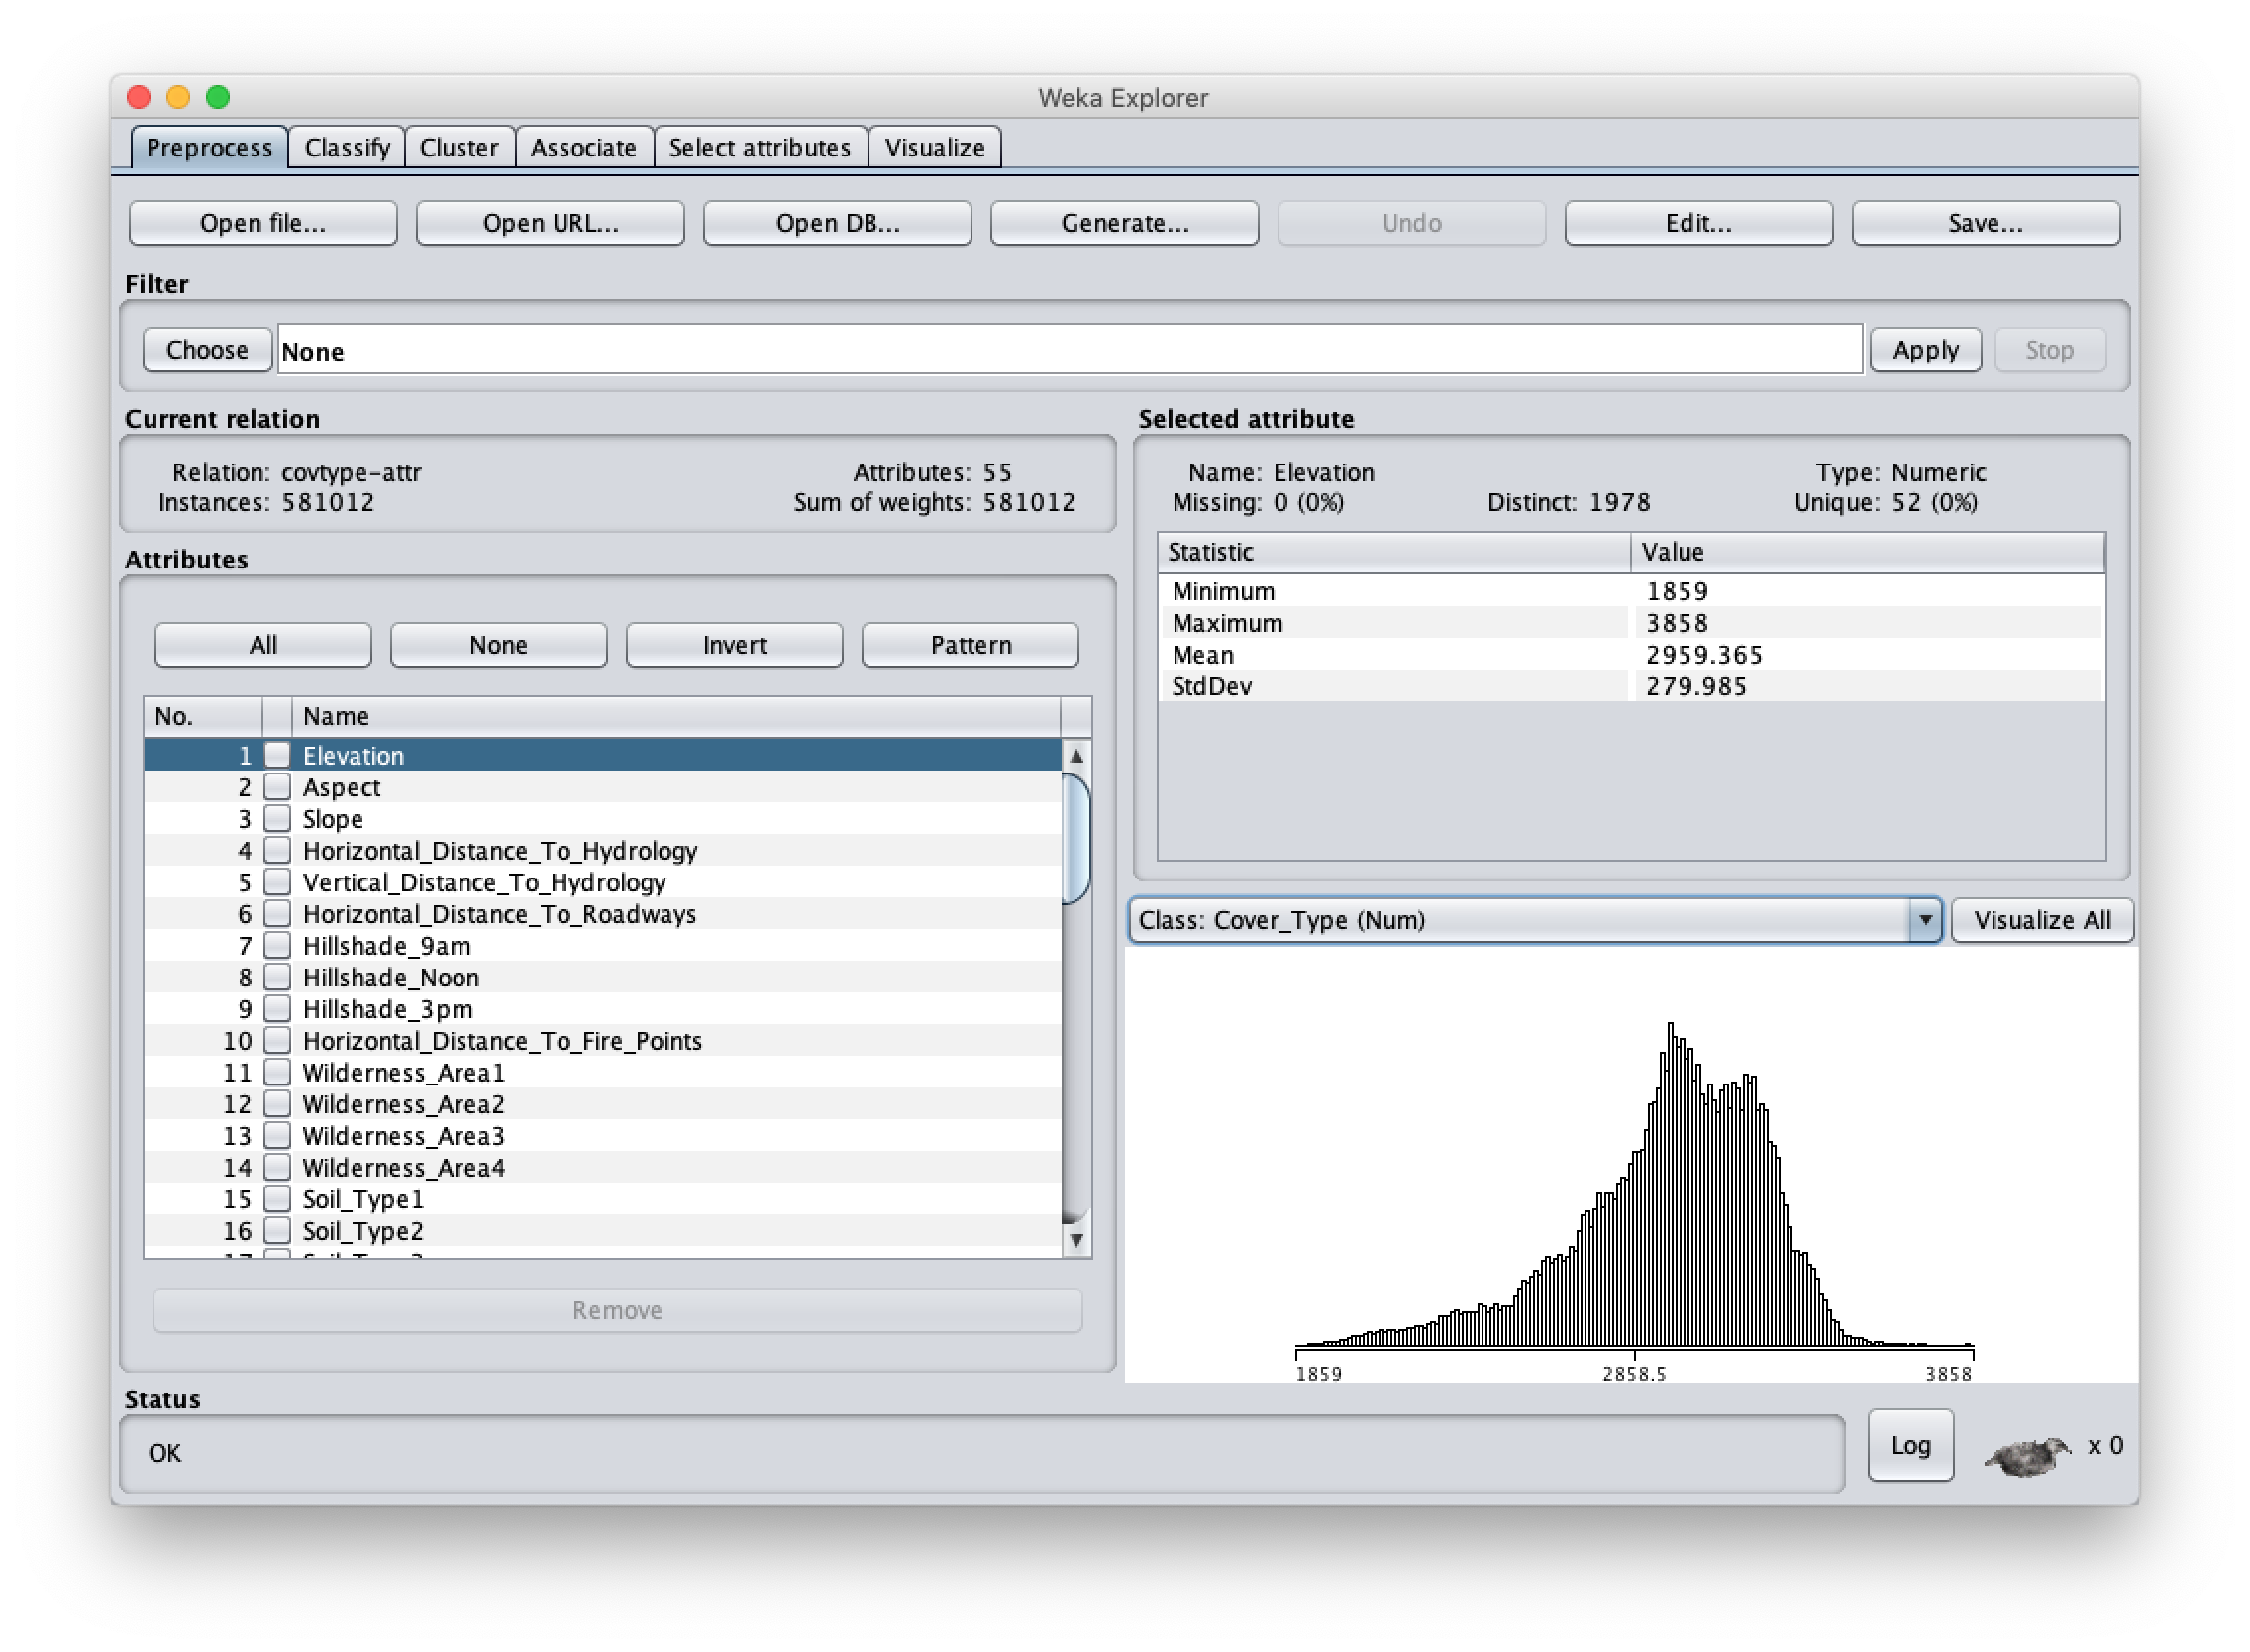 Weka Explorer
Preprocess Classify Cluster Associate Select attributes Visualize
Open file... Open URL... Open DB... Generate... Undo Edit... Save...
Filter
Choose None Apply Stop
Current relation
Relation: covtype-attr Attributes: 55
Instances: 581012 Sum of weights: 581012
Attributes
All None Invert Pattern
No. Name
1 Elevation
2 Aspect
3 Slope
4 Horizontal_Distance_To_Hydrology
5 Vertical_Distance_To_Hydrology
6 Horizontal_Distance_To_Roadways
7 Hillshade_9am
8 Hillshade_Noon
9 Hillshade_3pm
10 Horizontal_Distance_To_Fire_Points
11 Wilderness_Area1
12 Wilderness_Area2
13 Wilderness_Area3
14 Wilderness_Area4
15 Soil_Type1
16 Soil_Type2
Remove
Selected attribute
Name: Elevation Type: Numeric
Missing: 0 (0%) Distinct: 1978 Unique: 52 (0%)
Statistic Value
Minimum 1859
Maximum 3858
Mean 2959.365
StdDev 279.985
Class: Cover_Type (Num) Visualize All
1859 2858.5 3858
Status
OK
Log x 0